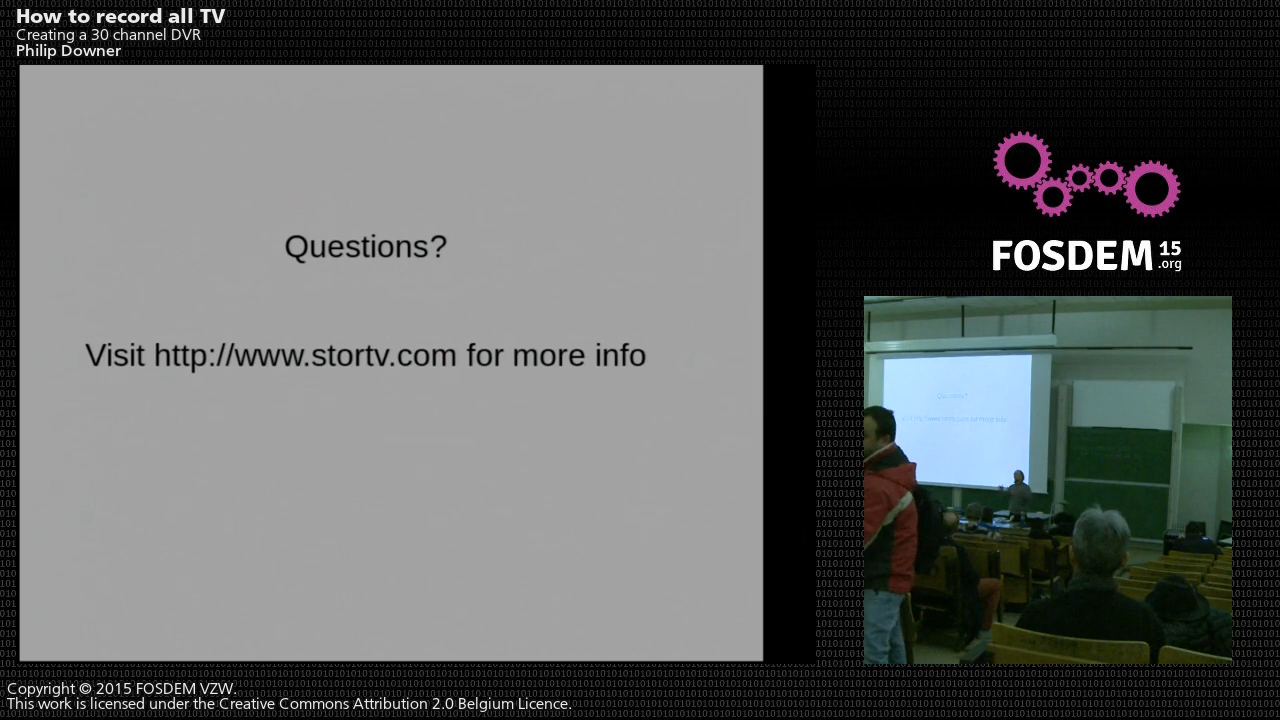 How to record all TV
Creating a 30 channel DVR
Philip Downer
Questions?
Visit http://www.stortv.com for more info
FOSDEM 15
.org
Questions?
Copyright © 2015 FOSDEM VZW.
This work is licensed under the Creative Commons Attribution 2.0 Belgium Licence.